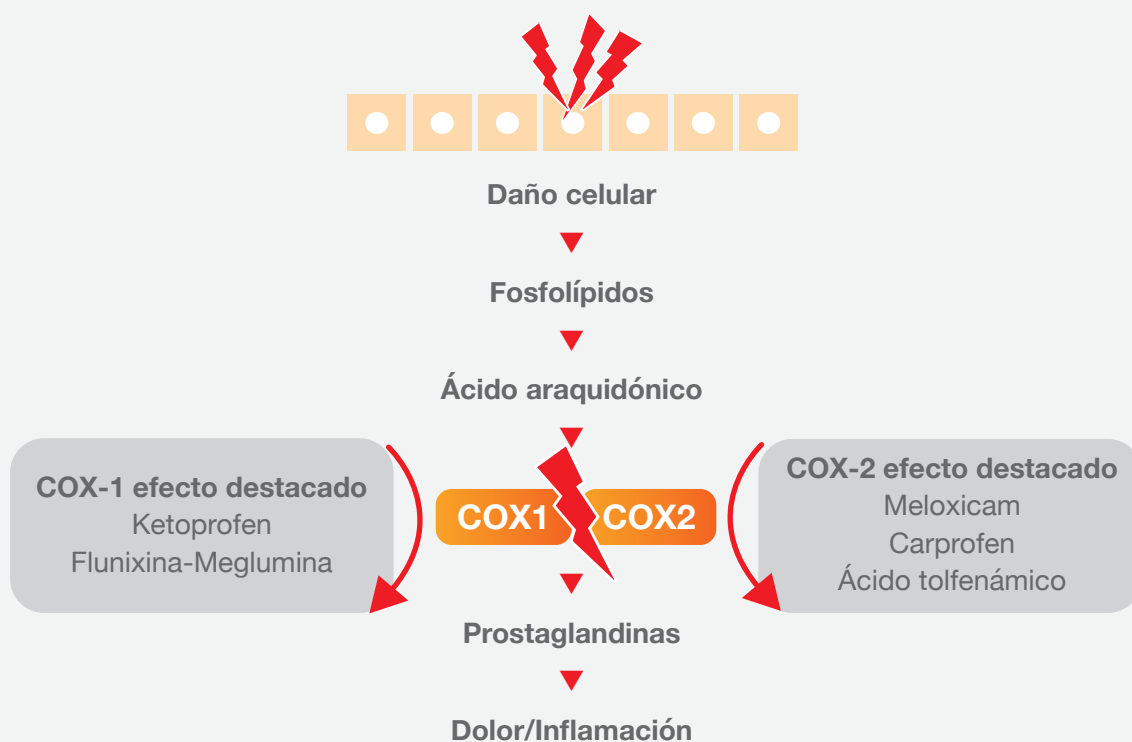 Daño celular
Fosfolípidos
Ácido araquidónico
COX-1 efecto destacado
Ketoprofen
Flunixina-Meglumina
COX1
COX2
COX-2 efecto destacado
Meloxicam
Carprofen
Ácido tolfenámico
Prostaglandinas
Dolor/Inflamación